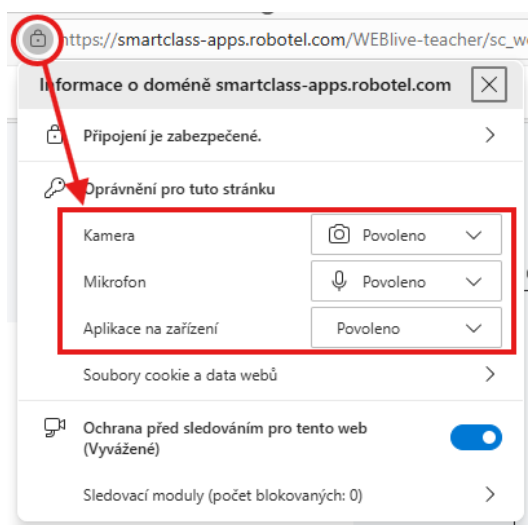 https://smartclass-apps.robotel.com/WEBlive-teacher/sc_w
Informace o doméně smartclass-apps.robotel.com
Připojení je zabezpečené.
Oprávnění pro tuto stránku
Kamera Povoleno
Mikrofon Povoleno
Aplikace na zařízení Povoleno
Soubory cookie a data webů
Ochrana před sledováním pro tento web
(Vyvážené)
Sledovací moduly (počet blokovaných: 0)